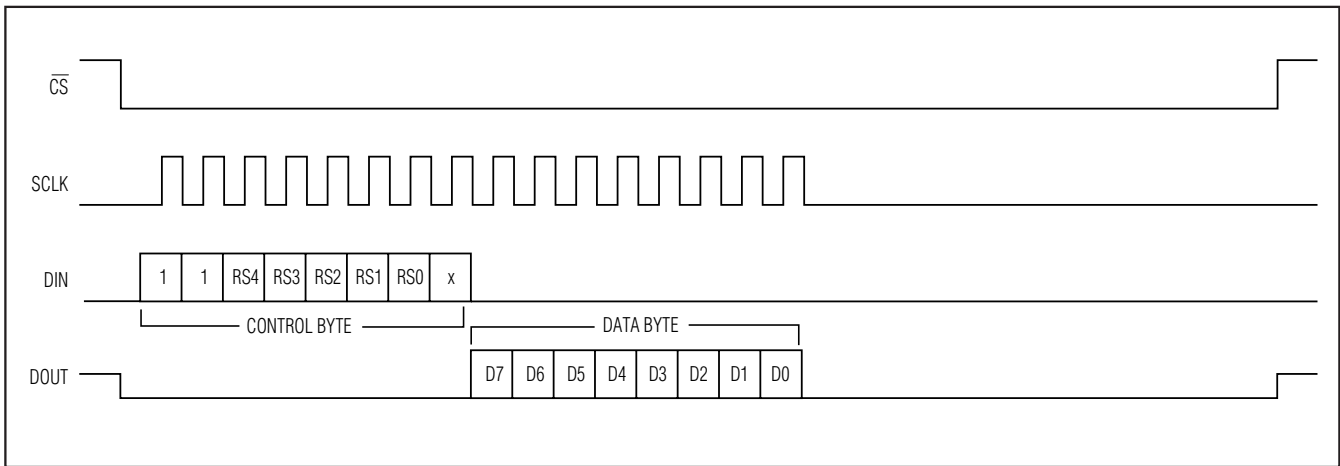 C̅S̅
SCLK
DIN
1 1 RS4 RS3 RS2 RS1 RS0 x
CONTROL BYTE
DATA BYTE
DOUT
D7 D6 D5 D4 D3 D2 D1 D0